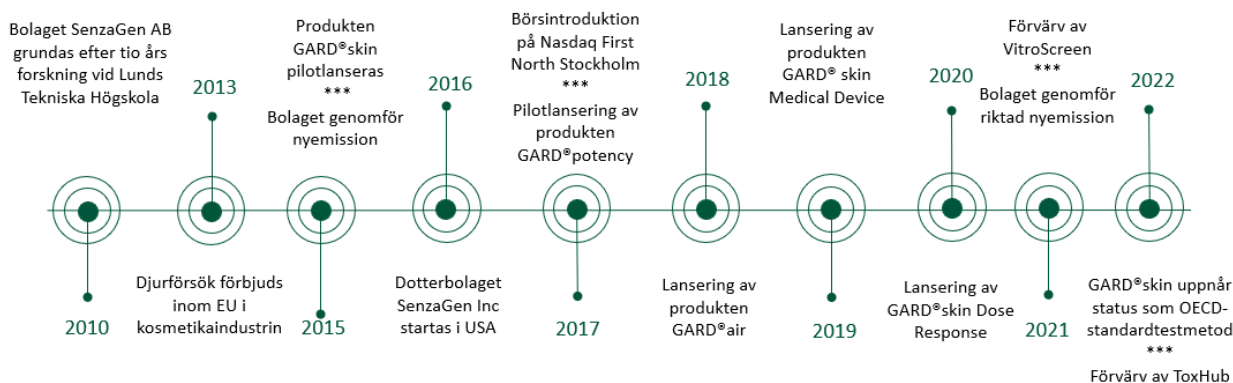 Bolaget SenzaGen AB
grundas efter tio års
forskning vid Lunds
Tekniska Högskola
2010
2013
Djurförsök förbjuds
inom EU i
kosmetikaindustrin
Produkten
GARD®skin
pilotlanseras
***
Bolaget genomför
nyemission
2015
2016
Dotterbolaget
SenzaGen Inc
startas i USA
Börsintroduktion
på Nasdaq First
North Stockholm
***
Pilotlansering av
produkten
GARD®potency
2017
2018
Lansering av
produkten
GARD®air
Lansering av
produkten
GARD® skin
Medical Device
2019
2020
Lansering av
GARD®skin Dose
Response
Förvärv av
VitroScreen
***
Bolaget genomför
riktad nyemission
2021
2022
GARD®skin uppnår
status som OECD-
standardtestmetod
***
Förvärv av ToxHub